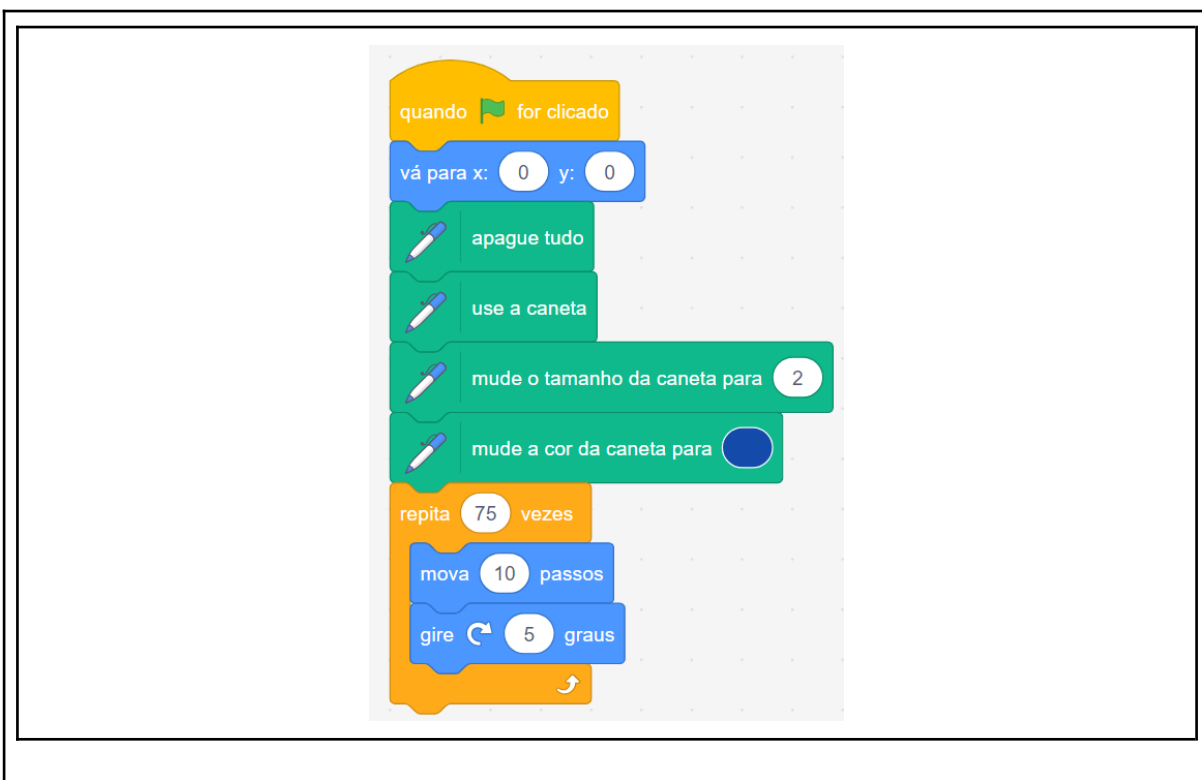 quando for clicado
vá para x: 0 y: 0
apague tudo
use a caneta
mude o tamanho da caneta para 2
mude a cor da caneta para
repita 75 vezes
mova 10 passos
gire 5 graus